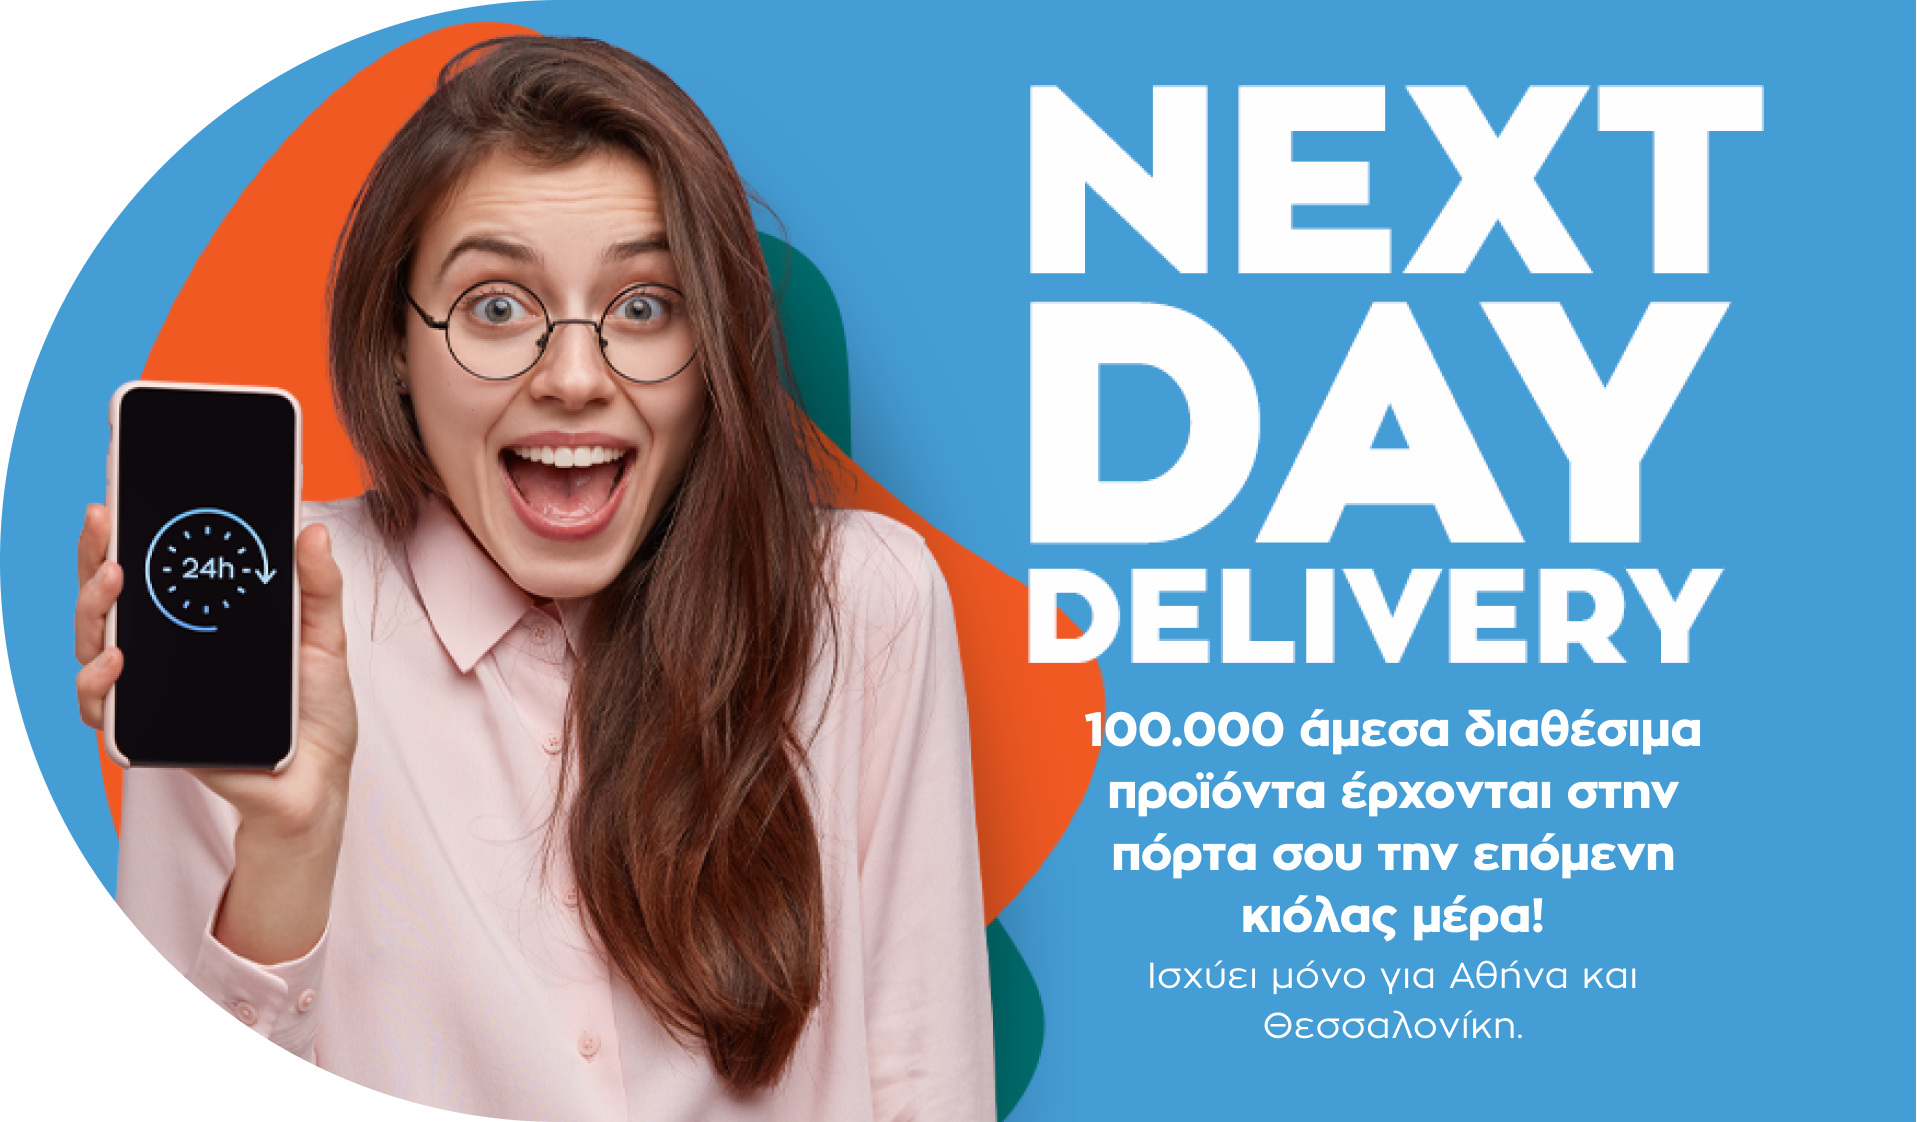 NEXT
DAY
DELIVERY
24h
100.000 άμεσα διαθέσιμα
προϊόντα έρχονται στην
πόρτα σου την επόμενη
κιόλας μέρα!
Ισχύει μόνο για Αθήνα και
Θεσσαλονίκη.